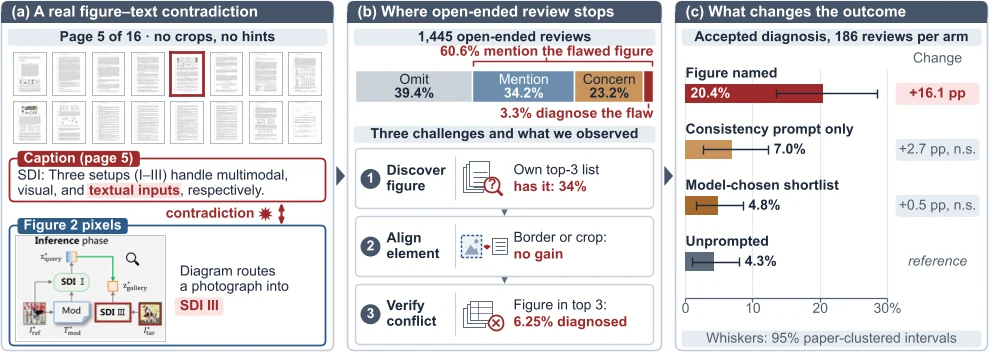 (a) A real figure–text contradiction
Page 5 of 16 · no crops, no hints
Caption (page 5)
SDI: Three setups (I–III) handle multimodal,
visual, and textual inputs, respectively.
contradiction
Figure 2 pixels
Inference phase
z*query
SDI I
z*gallery
Mod
SDI III
I*ref
T*mod
I*tar
Diagram routes
a photograph into
SDI III
(b) Where open-ended review stops
1,445 open-ended reviews
60.6% mention the flawed figure
Omit
39.4%
Mention
34.2%
Concern
23.2%
3.3% diagnose the flaw
Three challenges and what we observed
1
Discover
figure
Own top-3 list
has it: 34%
2
Align
element
Border or crop:
no gain
3
Verify
conflict
Figure in top 3:
6.25% diagnosed
(c) What changes the outcome
Accepted diagnosis, 186 reviews per arm
Change
Figure named
20.4%
+16.1 pp
Consistency prompt only
7.0%
+2.7 pp, n.s.
Model-chosen shortlist
4.8%
+0.5 pp, n.s.
Unprompted
4.3%
reference
0 10 20 30%
Whiskers: 95% paper-clustered intervals